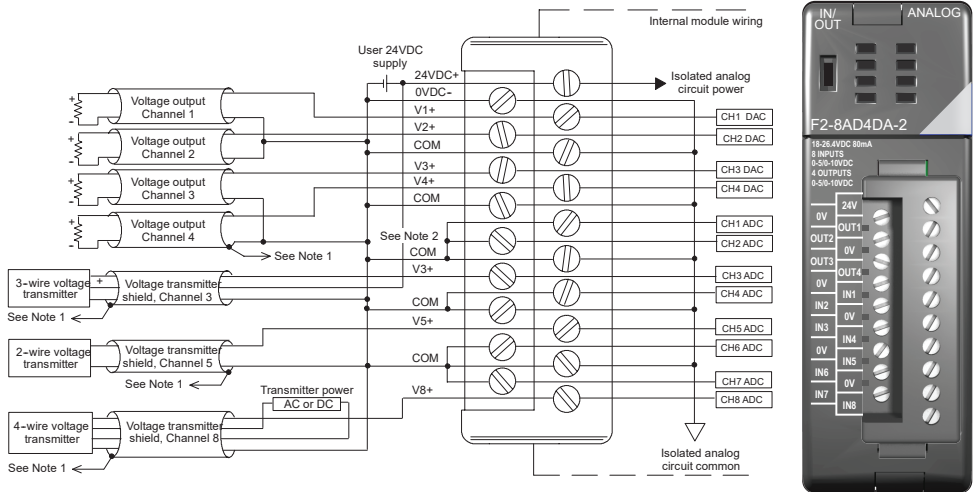 Internal module wiring
User 24VDC
supply
24VDC+
0VDC-
Isolated analog
circuit power
+
-
Voltage output
Channel 1
V1+
CH1 DAC
+
-
Voltage output
Channel 2
V2+
COM
CH2 DAC
+
-
Voltage output
Channel 3
V3+
CH3 DAC
V4+
CH4 DAC
+
-
Voltage output
Channel 4
COM
See Note 1
See Note 2
CH1 ADC
CH2 ADC
COM
3-wire voltage
transmitter
+
Voltage transmitter
shield, Channel 3
V3+
CH3 ADC
COM
CH4 ADC
See Note 1
2-wire voltage
transmitter
Voltage transmitter
shield, Channel 5
V5+
CH5 ADC
CH6 ADC
COM
See Note 1
CH7 ADC
Transmitter power
AC or DC
V8+
CH8 ADC
4-wire voltage
transmitter
Voltage transmitter
shield, Channel 8
See Note 1
Isolated analog
circuit common
IN/
OUT
ANALOG
F2-8AD4DA-2
18-26.4VDC 80mA
8 INPUTS
0-5/0-10VDC
4 OUTPUTS
0-5/0-10VDC
24V
0V
OUT1
OUT2
0V
OUT3
OUT4
0V
IN1
IN2
0V
IN3
IN4
0V
IN5
IN6
0V
IN7
IN8